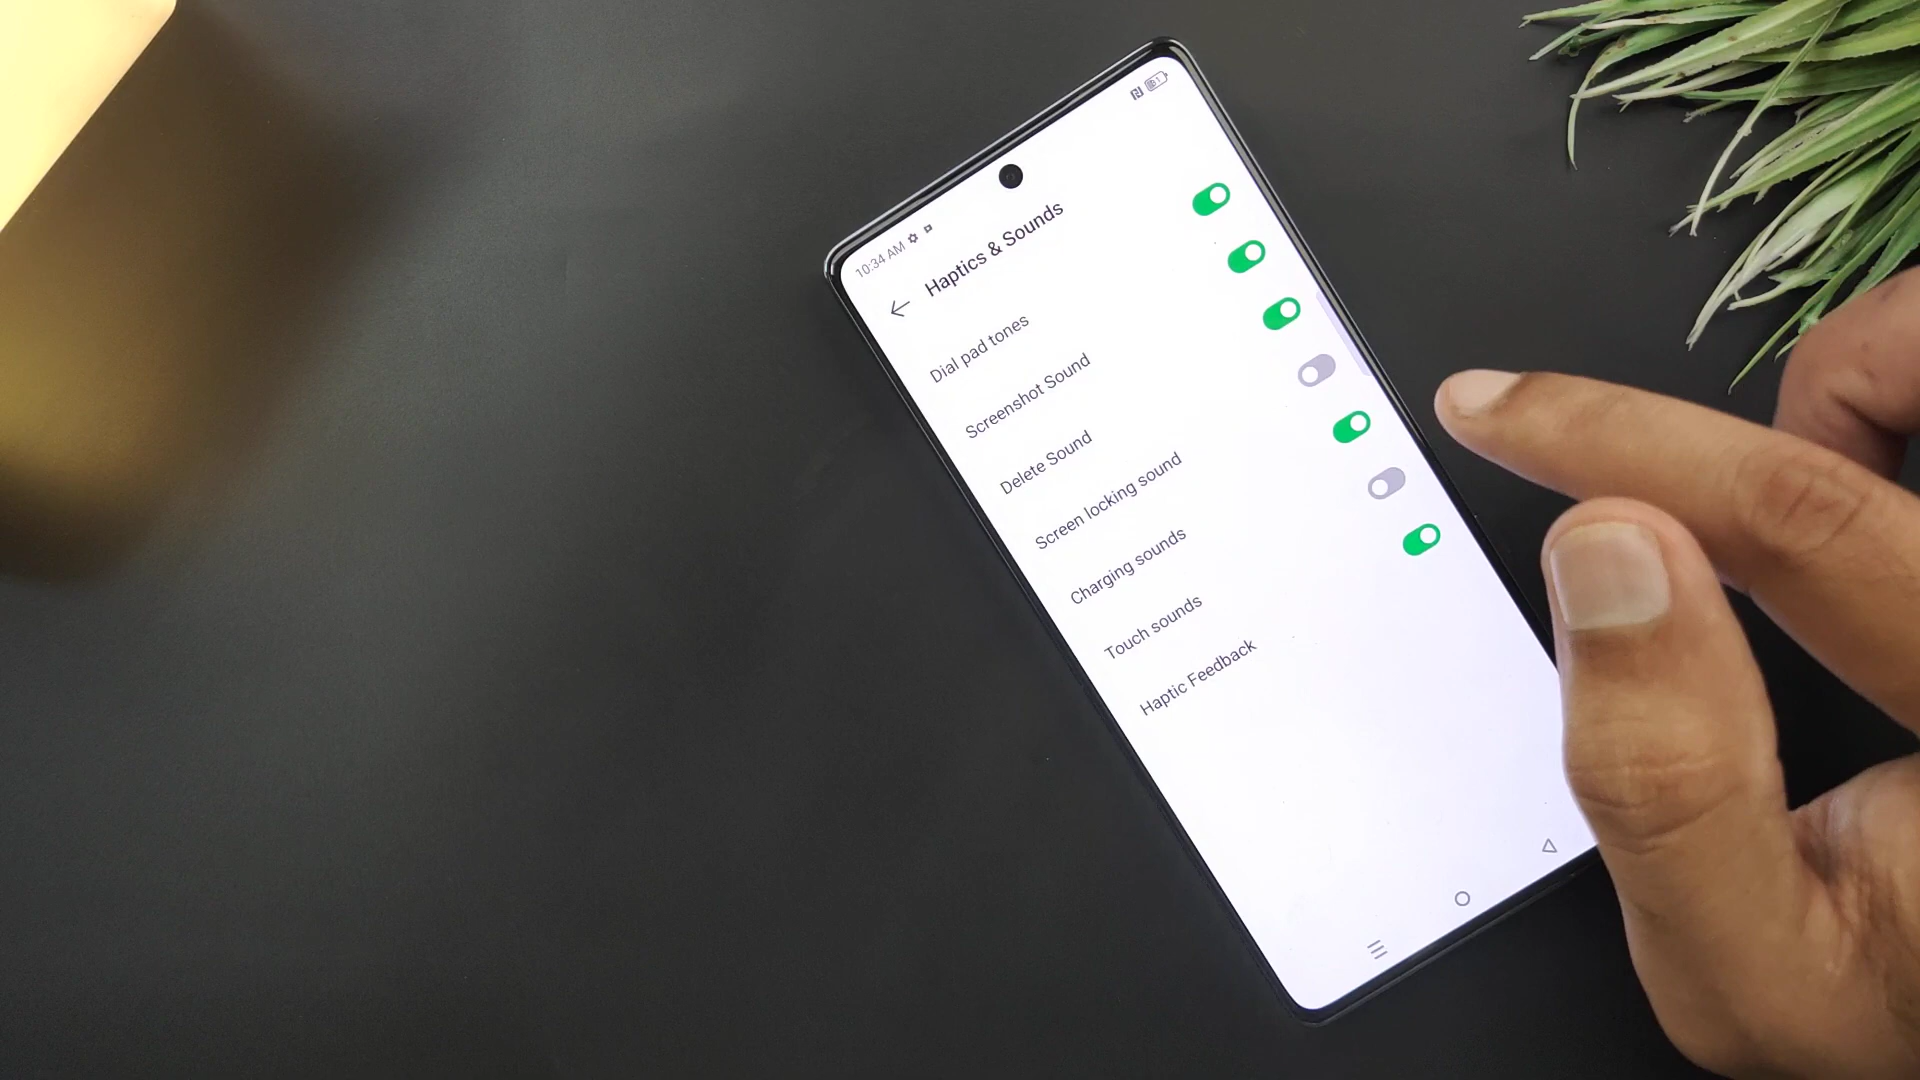 10:34 AM
Haptics & Sounds
Dial pad tones
Screenshot Sound
Delete Sound
Screen locking sound
Charging sounds
Touch sounds
Haptic Feedback